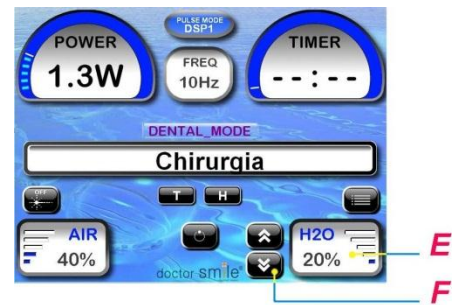 POWER
1.3W
PULSE MODE
DSP1
FREQ
10Hz
TIMER
--:--
DENTAL_MODE
Chirurgia
OFF
T H
AIR
40%
H2O
20%
doctor smile
E
F